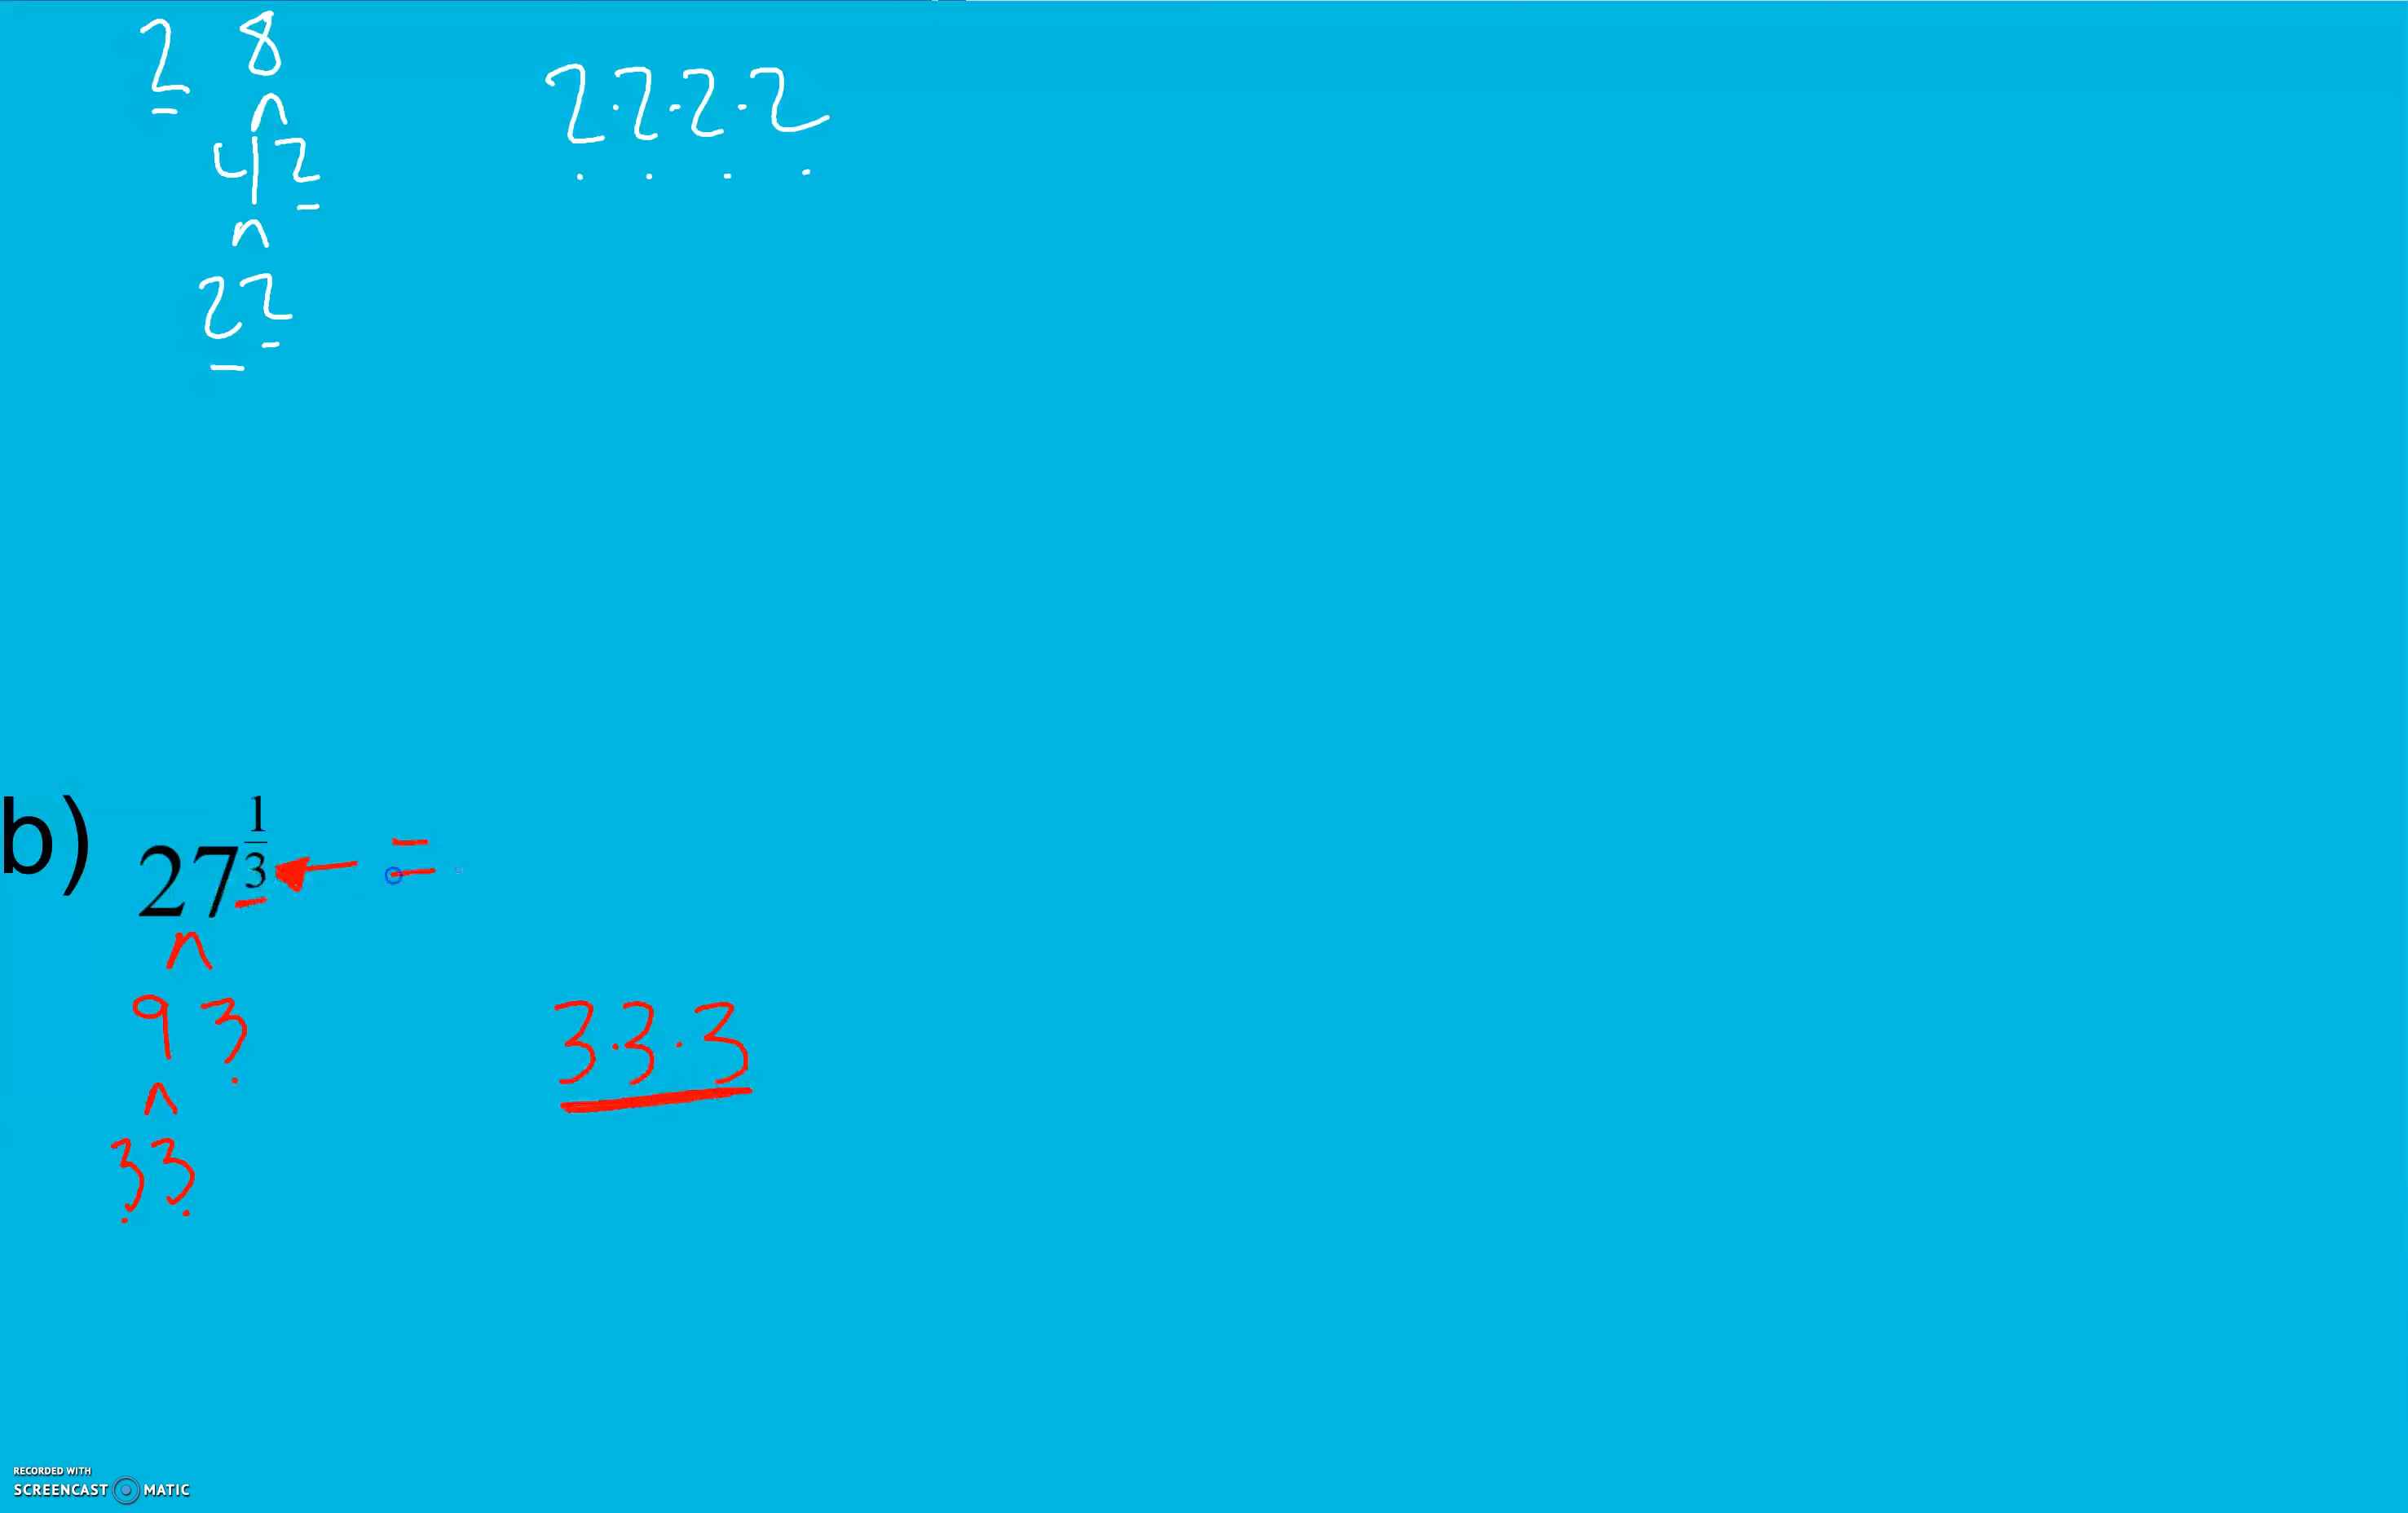 2 8
2·2·2·2
4 2
2 2
b) 27^(1/3) =
9 3
3·3·3
3 3
RECORDED WITH
SCREENCAST MATIC